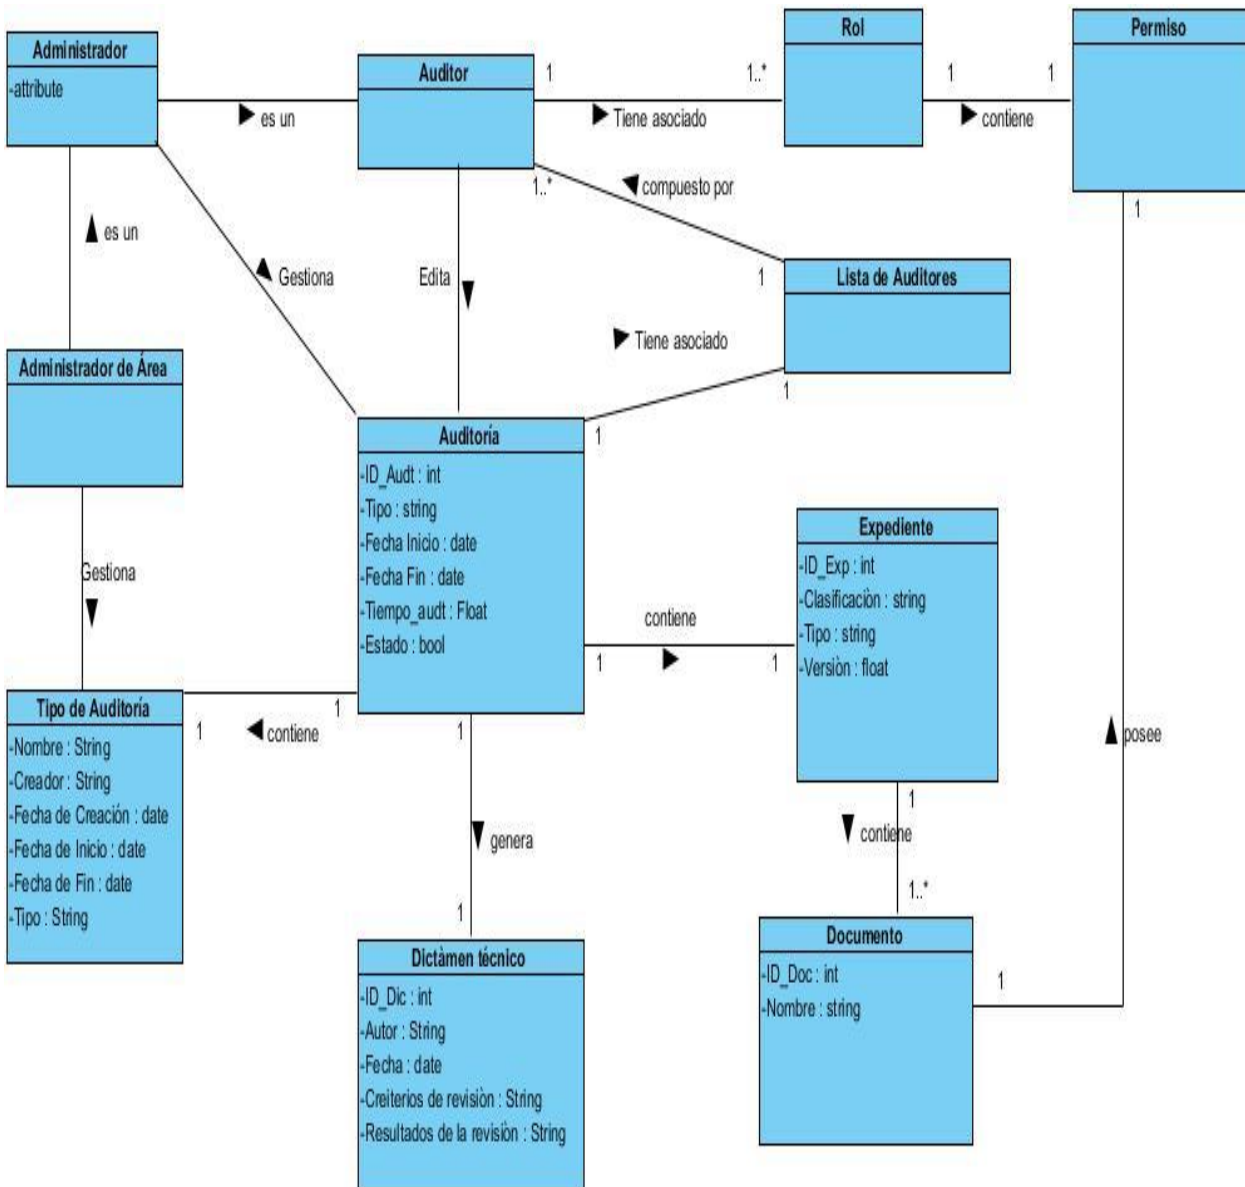 Administrador
-attribute
es un
Auditor
1
1..*
Tiene asociado
Rol
1
1
contiene
Permiso
1
1..*
compuesto por
1
es un
Gestiona
Edita
Lista de Auditores
Tiene asociado
1
1
Administrador de Área
Gestiona
Auditoría
-ID_Audt : int
-Tipo : string
-Fecha Inicio : date
-Fecha Fin : date
-Tiempo_audt : Float
-Estado : bool
contiene
1
1
Expediente
-ID_Exp : int
-Clasificaciòn : string
-Tipo : string
-Versiòn : float
1
contiene
1..*
posee
Tipo de Auditoría
-Nombre : String
-Creador : String
-Fecha de Creación : date
-Fecha de Inicio : date
-Fecha de Fin : date
-Tipo : String
1
contiene
1
1
genera
1
Dictàmen técnico
-ID_Dic : int
-Autor : String
-Fecha : date
-Creiterios de revisiòn : String
-Resultados de la revisiòn : String
Documento
-ID_Doc : int
-Nombre : string
1